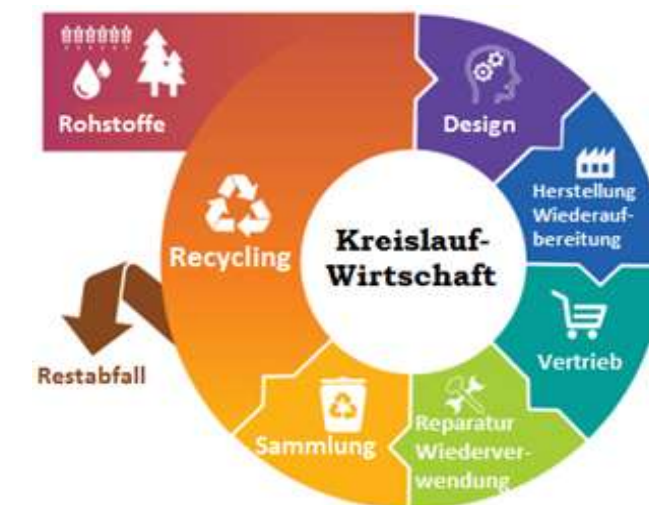 Rohstoffe
Design
Herstellung
Wiederauf-
bereitung
Vertrieb
Reparatur
Wiederver-
wendung
Sammlung
Recycling
Restabfall
Kreislauf-
Wirtschaft